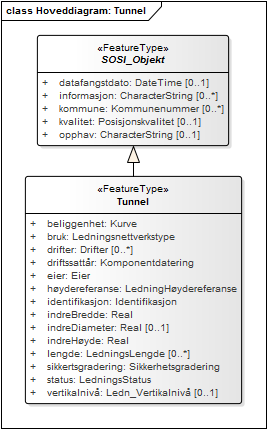 class Hoveddiagram: Tunnel
«FeatureType»
SOSI_Objekt
+ datafangstdato: DateTime [0..1]
+ informasjon: CharacterString [0..*]
+ kommune: Kommunenummer [0..*]
+ kvalitet: Posisjonskvalitet [0..1]
+ opphav: CharacterString [0..1]
«FeatureType»
Tunnel
+ beliggenhet: Kurve
+ bruk: Ledningsnettverkstype
+ drifter: Drifter [0..*]
+ driftssattår: Komponentdatering
+ eier: Eier
+ høydereferanse: LedningHøydereferanse
+ identifikasjon: Identifikasjon
+ indreBredde: Real
+ indreDiameter: Real [0..1]
+ indreHøyde: Real
+ lengde: LedningsLengde [0..*]
+ sikkertsgradering: Sikkerhetsgradering
+ status: LedningsStatus
+ vertikalnivå: Ledn_Vertikalnivå [0..1]